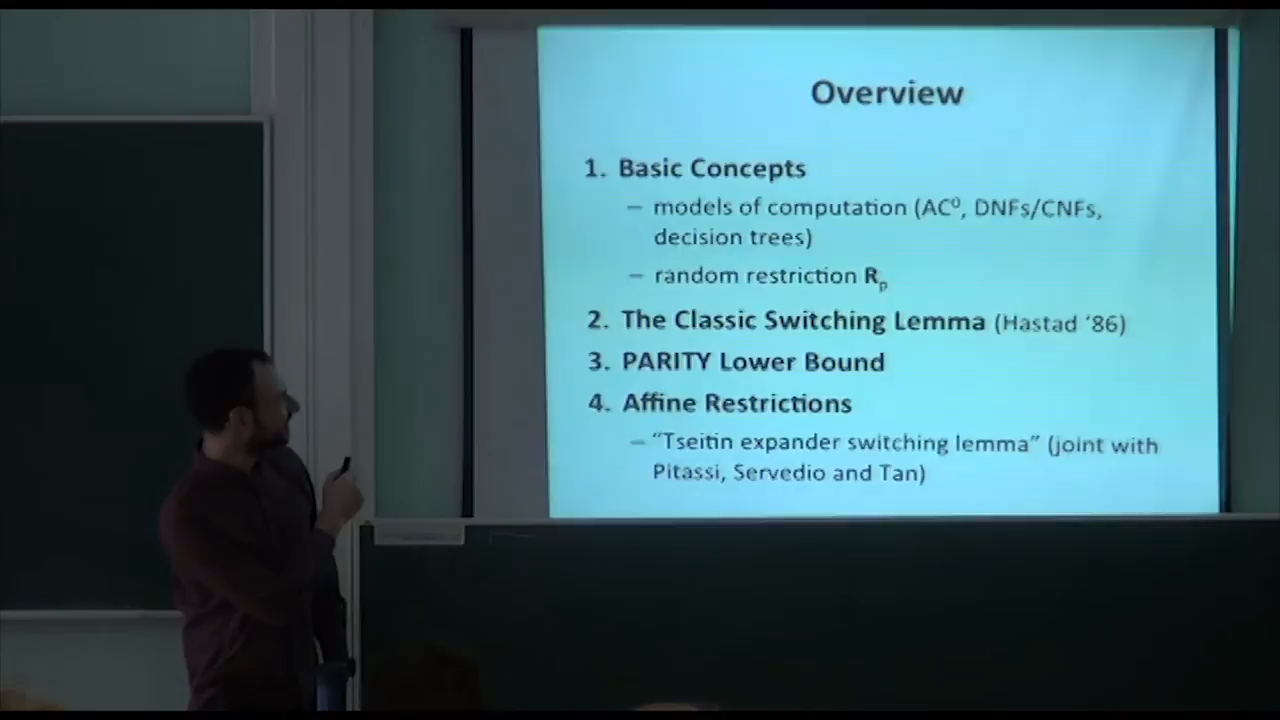 Overview
1. Basic Concepts
– models of computation (AC⁰, DNFs/CNFs,
decision trees)
– random restriction Rₚ
2. The Classic Switching Lemma (Hastad ‘86)
3. PARITY Lower Bound
4. Affine Restrictions
– “Tseitin expander switching lemma” (joint with
Pitassi, Servedio and Tan)